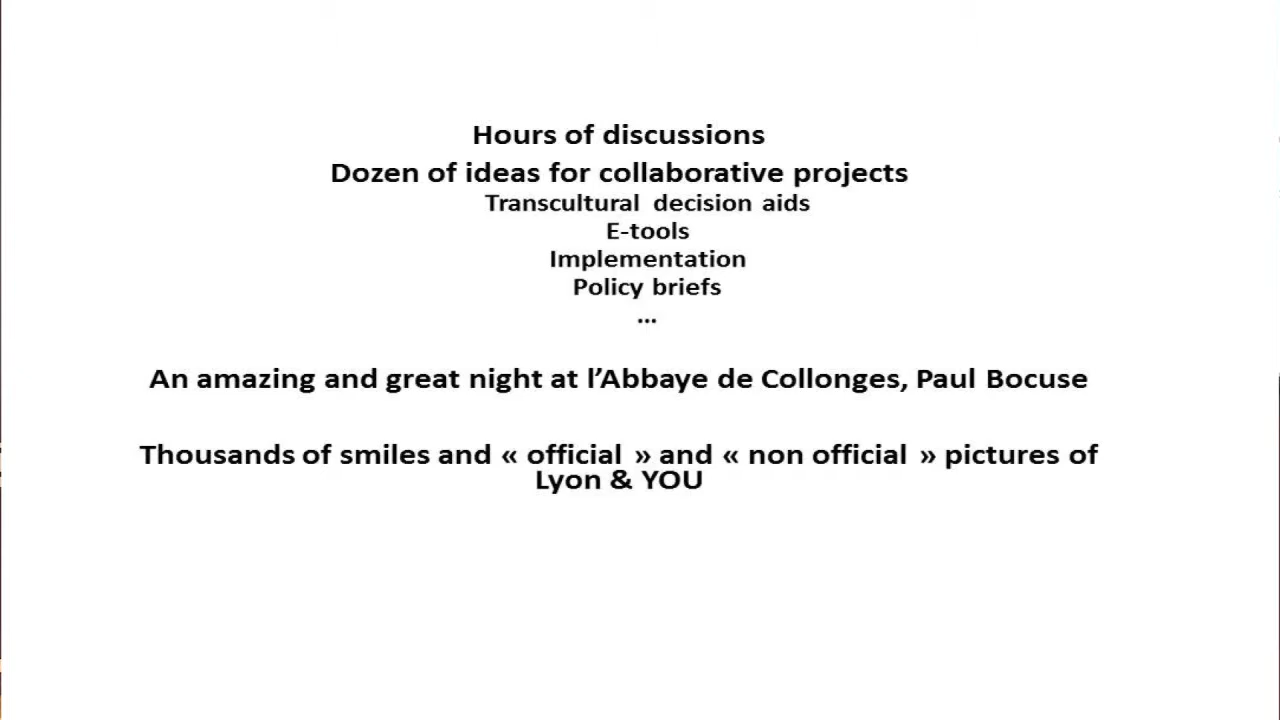 Hours of discussions
Dozen of ideas for collaborative projects
Transcultural decision aids
E-tools
Implementation
Policy briefs
...
An amazing and great night at l’Abbaye de Collonges, Paul Bocuse
Thousands of smiles and « official » and « non official » pictures of
Lyon & YOU